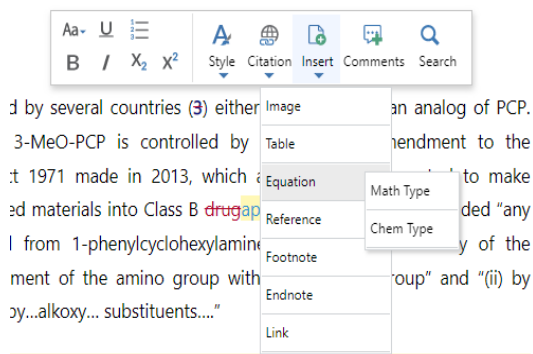 Aa U
B I X2 X²
Style Citation Insert Comments Search
Image
Table
Equation
Reference
Footnote
Endnote
Link
Math Type
Chem Type
d by several countries (3) either an analog of PCP.
3-MeO-PCP is controlled by endment to the
1971 made in 2013, which to make
ed materials into Class B drugap ded “any
from 1-phenylcyclohexylamine y of the
ment of the amino group with roup” and “(ii) by
by…alkoxy… substituents….”